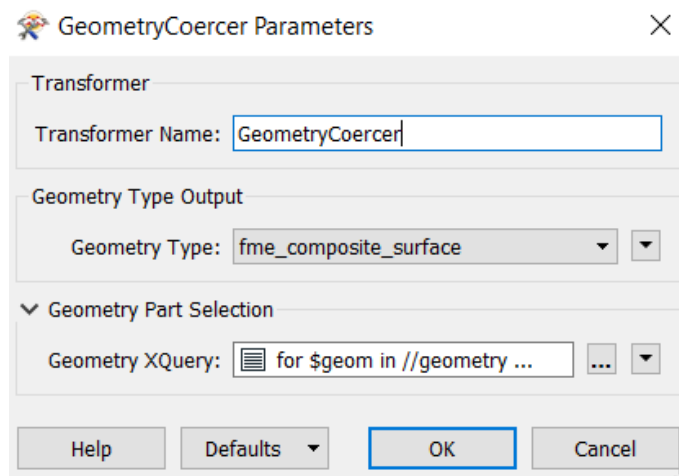 GeometryCoercer Parameters
Transformer
Transformer Name: GeometryCoercer
Geometry Type Output
Geometry Type: fme_composite_surface
Geometry Part Selection
Geometry XQuery: for $geom in //geometry ... ...
Help Defaults OK Cancel